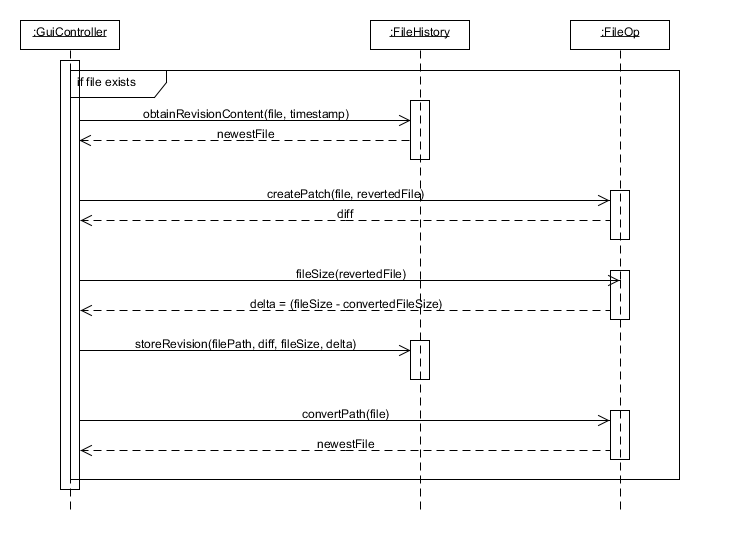 :GuiController
:FileHistory
:FileOp
if file exists
obtainRevisionContent(file, timestamp)
newestFile
createPatch(file, revertedFile)
diff
fileSize(revertedFile)
delta = (fileSize - convertedFileSize)
storeRevision(filePath, diff, fileSize, delta)
convertPath(file)
newestFile